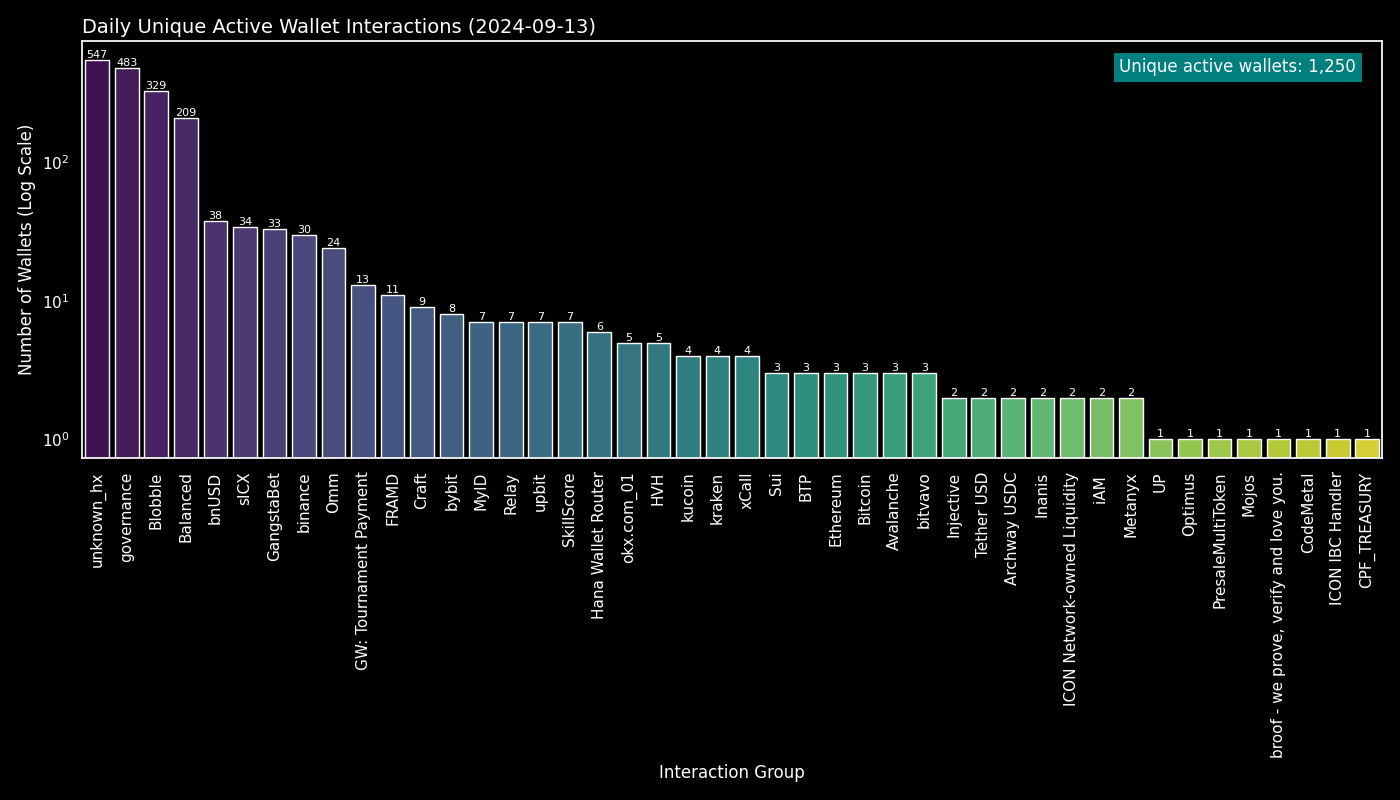 Daily Unique Active Wallet Interactions (2024-09-13)
Unique active wallets: 1,250
Number of Wallets (Log Scale)
10²
10¹
10⁰
547
483
329
209
38
34
33
30
24
13
11
9
8
7
7
7
7
6
5
5
4
4
4
3
3
3
3
3
3
2
2
2
2
2
2
2
1
1
1
1
1
1
1
1
unknown_hx
governance
Blobble
Balanced
bnUSD
sICX
GangstaBet
binance
Omm
GW: Tournament Payment
FRAMD
Craft
bybit
MyID
Relay
upbit
SkillScore
Hana Wallet Router
okx.com_01
HVH
kucoin
kraken
xCall
Sui
BTP
Ethereum
Bitcoin
Avalanche
bitvavo
Injective
Tether USD
Archway USDC
Inanis
ICON Network-owned Liquidity
iAM
Metanyx
UP
Optimus
PresaleMultiToken
Mojos
broof - we prove, verify and love you.
CodeMetal
ICON IBC Handler
CPF_TREASURY
Interaction Group